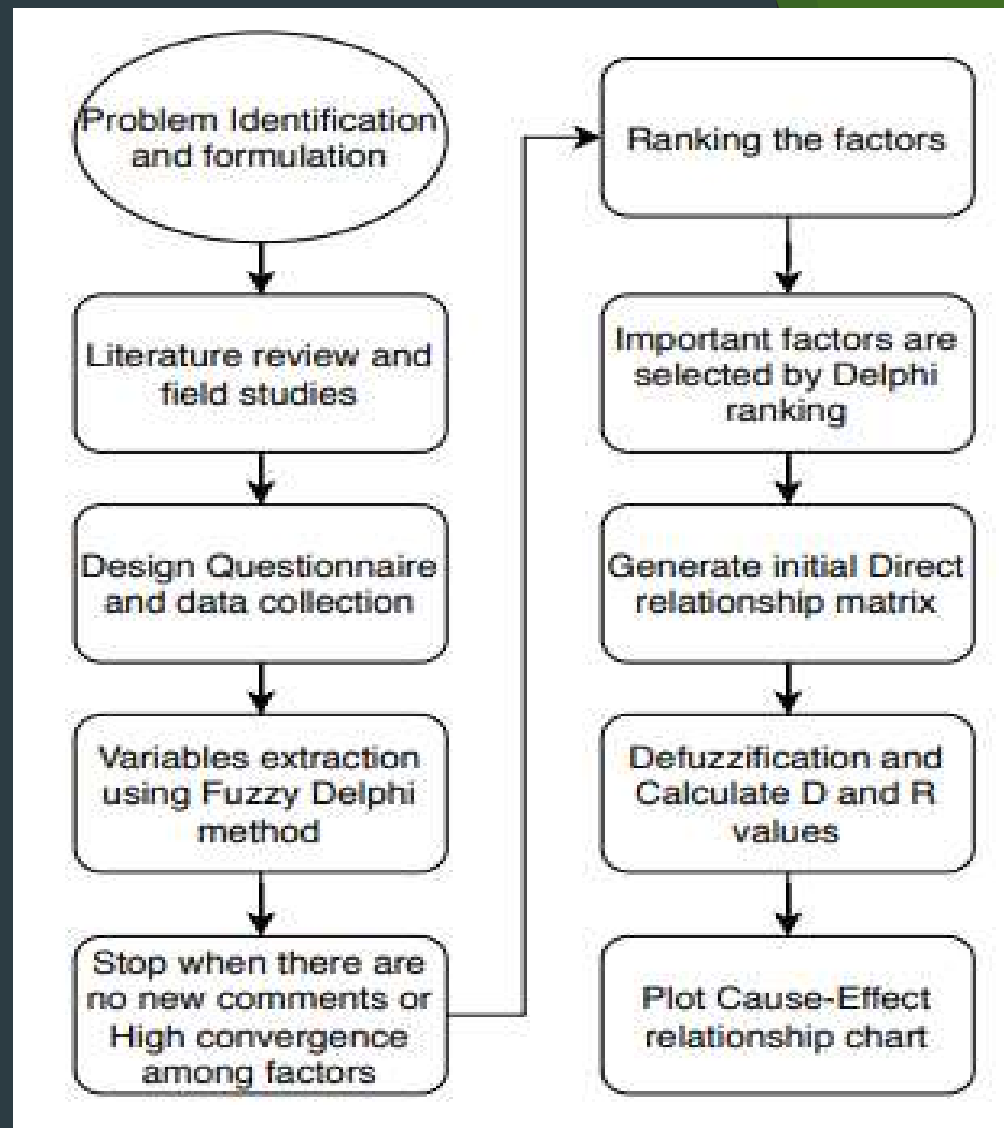 Problem Identification
and formulation
Literature review and
field studies
Design Questionnaire
and data collection
Variables extraction
using Fuzzy Delphi
method
Stop when there are
no new comments or
High convergence
among factors
Ranking the factors
Important factors are
selected by Delphi
ranking
Generate initial Direct
relationship matrix
Defuzzification and
Calculate D and R
values
Plot Cause-Effect
relationship chart